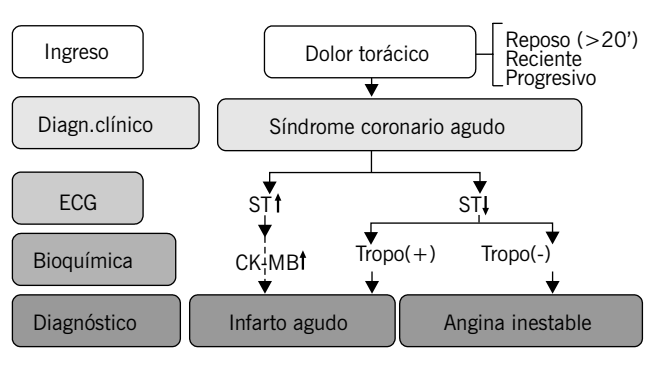 Ingreso
Dolor torácico
Reposo (>20’)
Reciente
Progresivo
Diagn.clínico
Síndrome coronario agudo
ECG
ST↑
ST↓
Bioquímica
CK-MB↑
Tropo(+)
Tropo(-)
Diagnóstico
Infarto agudo
Angina inestable